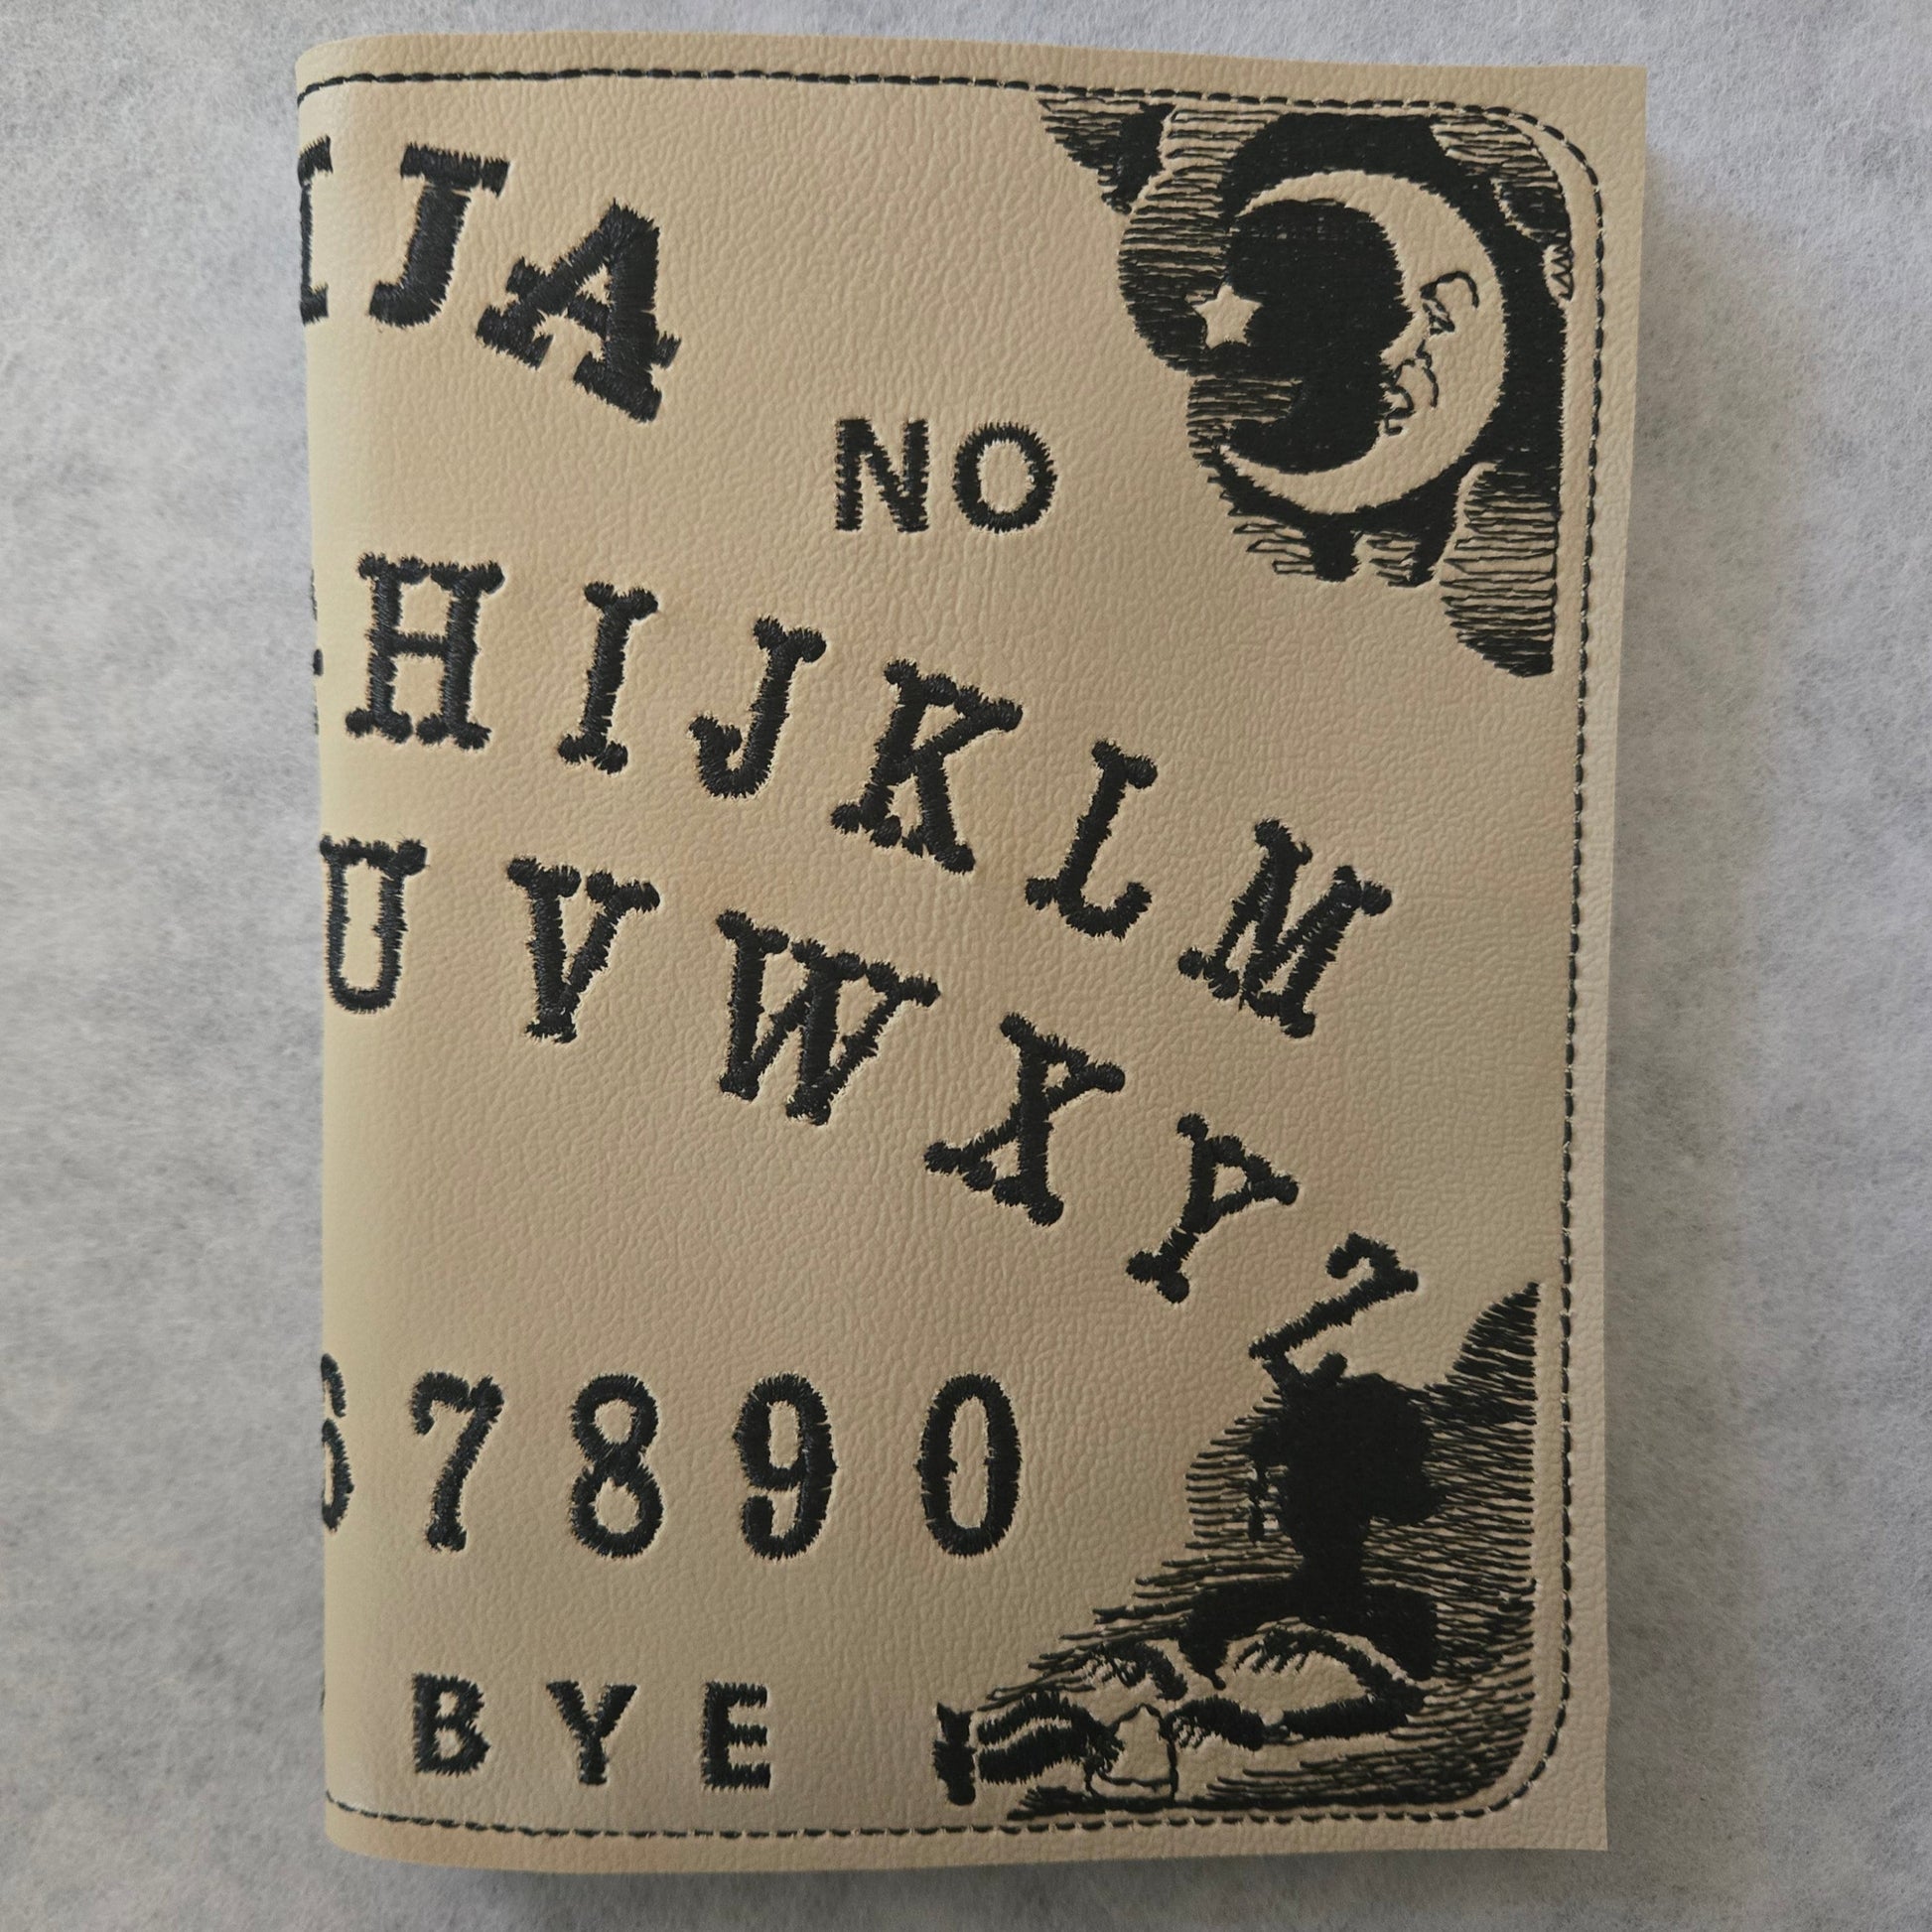 IJA
NO
HIJKLM
UVWXYZ
67890
BYE